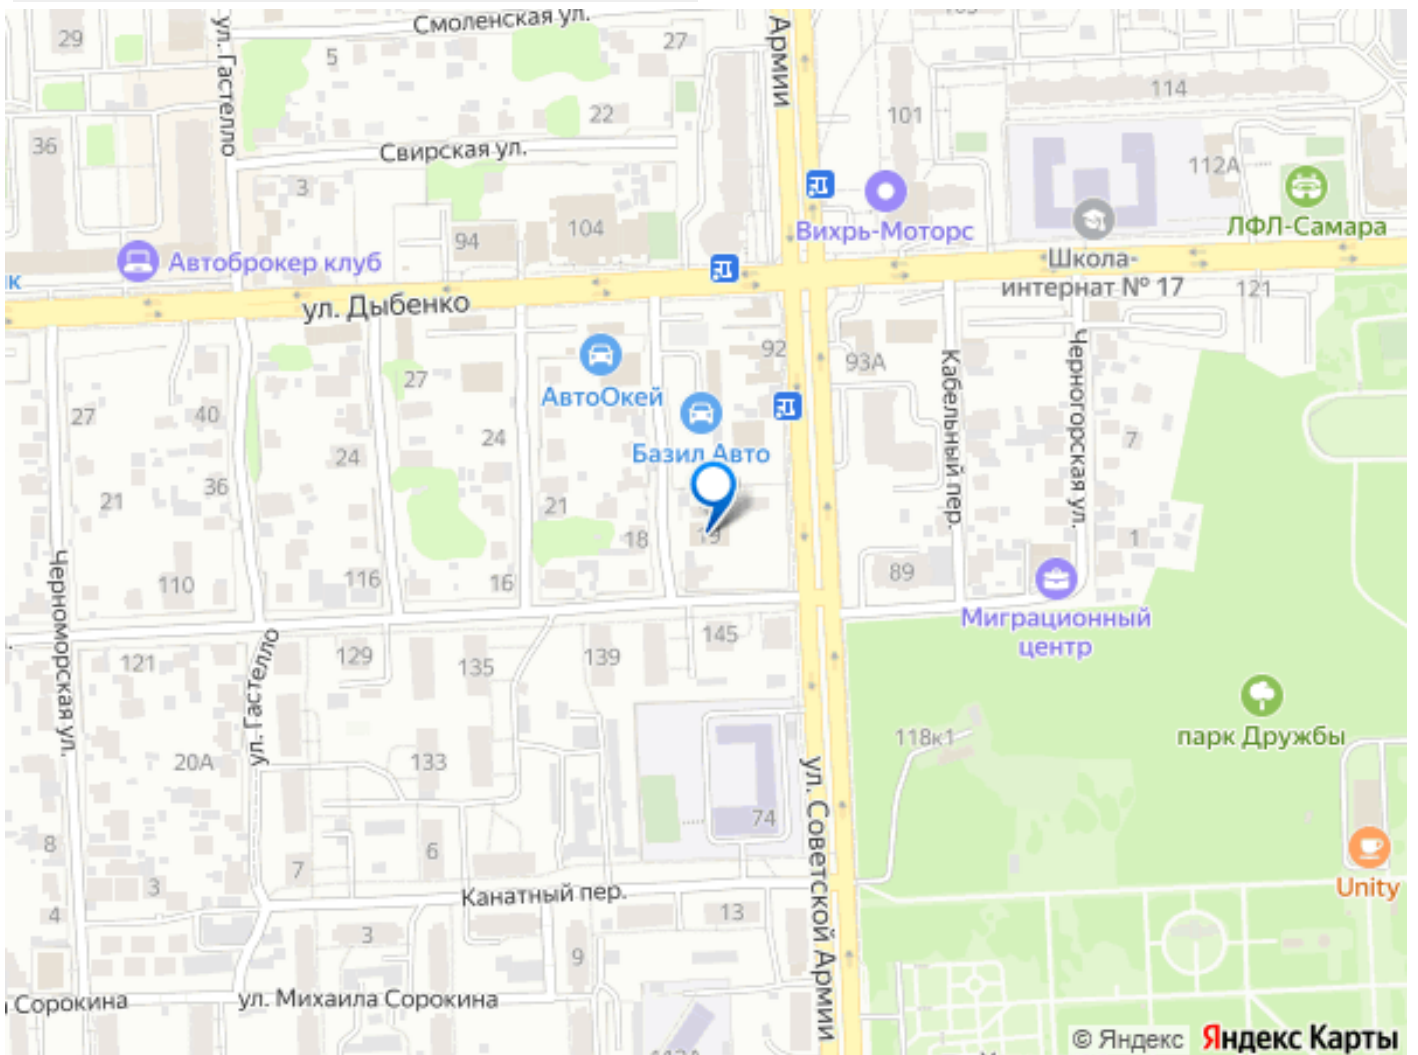 Смоленская ул.
29
ул. Гастелло
5
27
Армии
114
22
101
36
Свирская ул.
112А
3
ЛФЛ-Самара
94
104
Вихрь-Моторс
Автоброкер клуб
Школа-
интернат № 17
121
ул. Дыбенко
92
93А
27
АвтоОкей
Кабельный пер.
Черногорская ул.
27
40
24
7
Базил Авто
24
36
21
21
18
19
1
Черноморская ул.
110
116
16
89
Миграционный
центр
145
121
129
135
139
ул. Гастелло
парк Дружбы
118к1
20А
133
ул. Советской Армии
74
8
6
7
3
Unity
Канатный пер.
4
13
3
9
Сорокина
ул. Михаила Сорокина
© Яндекс Яндекс Карты